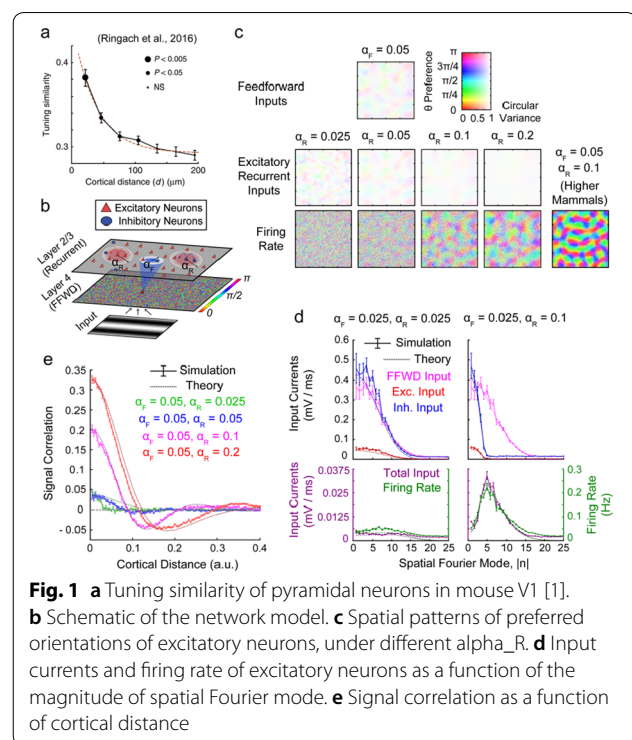 a
(Ringach et al., 2016)
0.4
0.3
Tuning similarity
P < 0.005
P < 0.05
NS
0 100 200
Cortical distance (d) (μm)
b
Excitatory Neurons
Inhibitory Neurons
Layer 2/3
(Recurrent)
Layer 4
(FFWD)
Input
α_R α_F α_R
π
π/2
0
c
α_F = 0.05
Feedforward
Inputs
θ Preference
π
3π/4
π/2
π/4
0
0 0.5 1
Circular
Variance
α_R = 0.025 α_R = 0.05 α_R = 0.1 α_R = 0.2
α_F = 0.05
α_R = 0.1
(Higher
Mammals)
Excitatory
Recurrent
Inputs
Firing
Rate
d
α_F = 0.025, α_R = 0.025 α_F = 0.025, α_R = 0.1
Simulation
Theory
FFWD Input
Exc. Input
Inh. Input
Input Currents
(mV / ms)
0.6
0.5
0.4
0.3
0.2
0.1
0
Total Input
Firing Rate
Input Currents
(mV / ms)
0.0375
0.025
0.0125
0
0.3
0.2
0.1
0
Firing Rate
(Hz)
0 5 10 15 20 25 0 5 10 15 20 25
Spatial Fourier Mode, |n|
e
Simulation
Theory
α_F = 0.05, α_R = 0.025
α_F = 0.05, α_R = 0.05
α_F = 0.05, α_R = 0.1
α_F = 0.05, α_R = 0.2
Signal Correlation
0.35
0.3
0.25
0.2
0.15
0.1
0.05
0
- 0.05
0 0.1 0.2 0.3 0.4
Cortical Distance (a.u.)
Fig. 1 a Tuning similarity of pyramidal neurons in mouse V1 [1].
b Schematic of the network model. c Spatial patterns of preferred
orientations of excitatory neurons, under different alpha_R. d Input
currents and firing rate of excitatory neurons as a function of the
magnitude of spatial Fourier mode. e Signal correlation as a function
of cortical distance